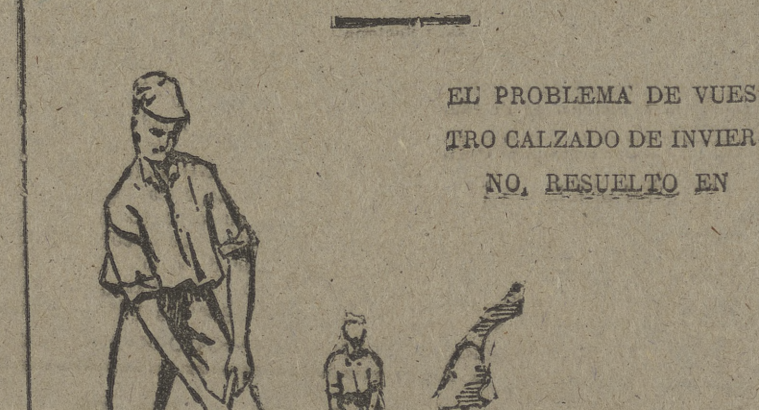 EL PROBLEMA DE VUES
TRO CALZADO DE INVIER
NO, RESUELTO EN